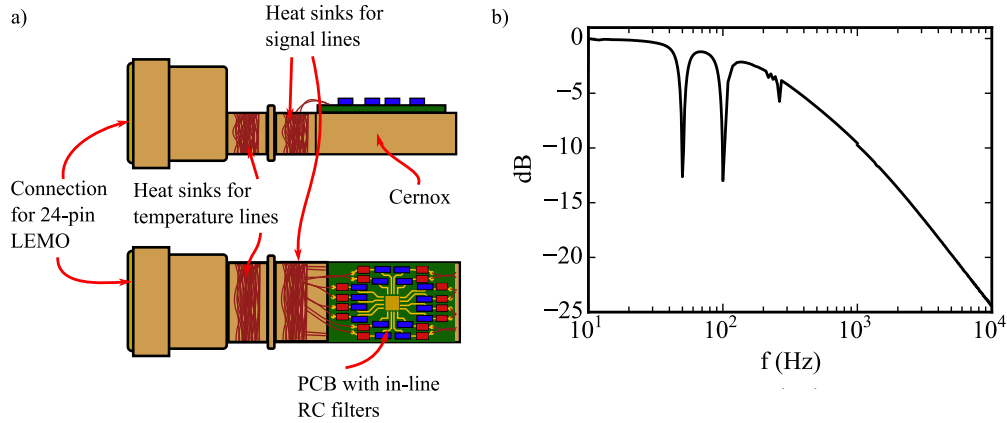 a)
Heat sinks for
signal lines
Connection
for 24-pin
LEMO
Heat sinks for
temperature lines
Cernox
PCB with in-line
RC filters
b)
0
−5
−10
−15
−20
−25
dB
10^1
10^2
10^3
10^4
f (Hz)